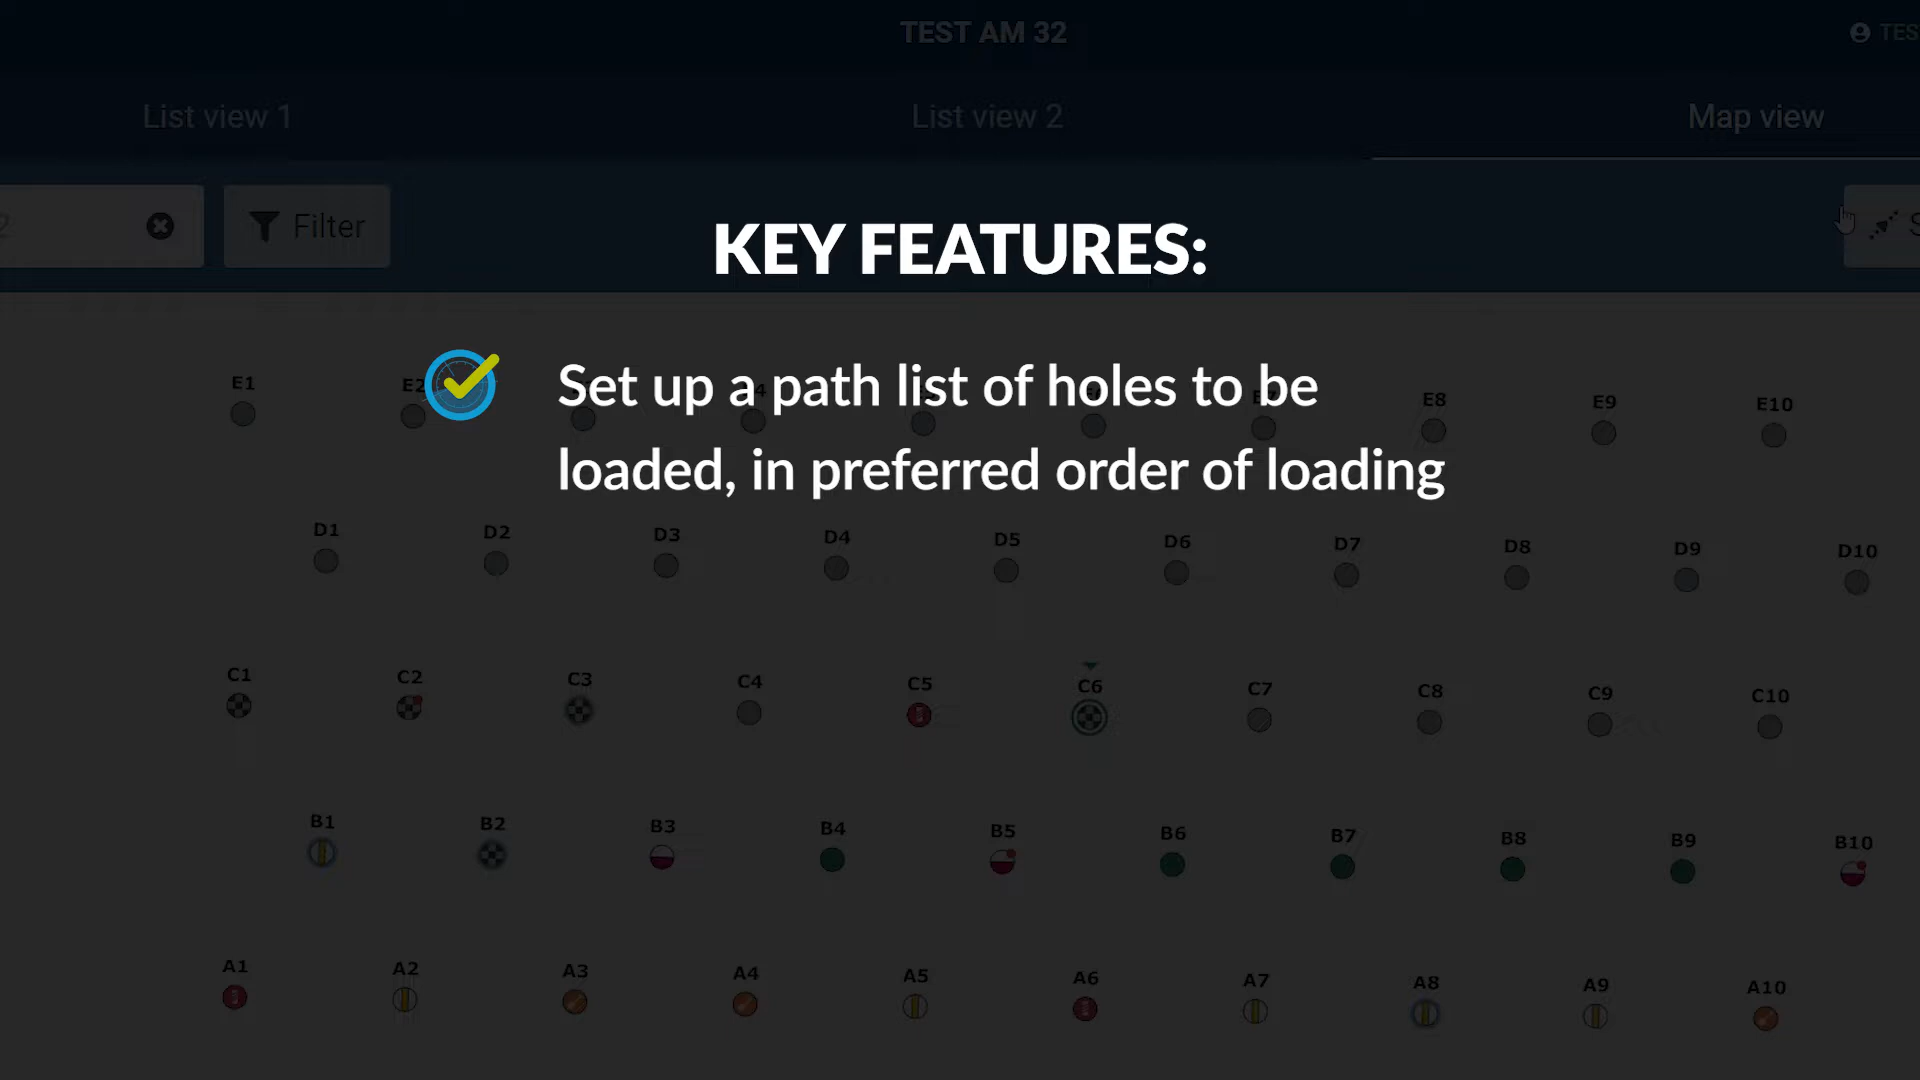 TEST AM 32
TES
List view 1
List view 2
Map view
2
Filter
S
KEY FEATURES:
Set up a path list of holes to be
loaded, in preferred order of loading
E1
E8
E9
E10
D1
D2
D3
D4
D5
D6
D7
D8
D9
D10
C1
C2
C3
C4
C5
C6
C7
C8
C9
C10
B1
B2
B3
B4
B5
B6
B7
B8
B9
B10
A1
A2
A3
A4
A5
A6
A7
A8
A9
A10